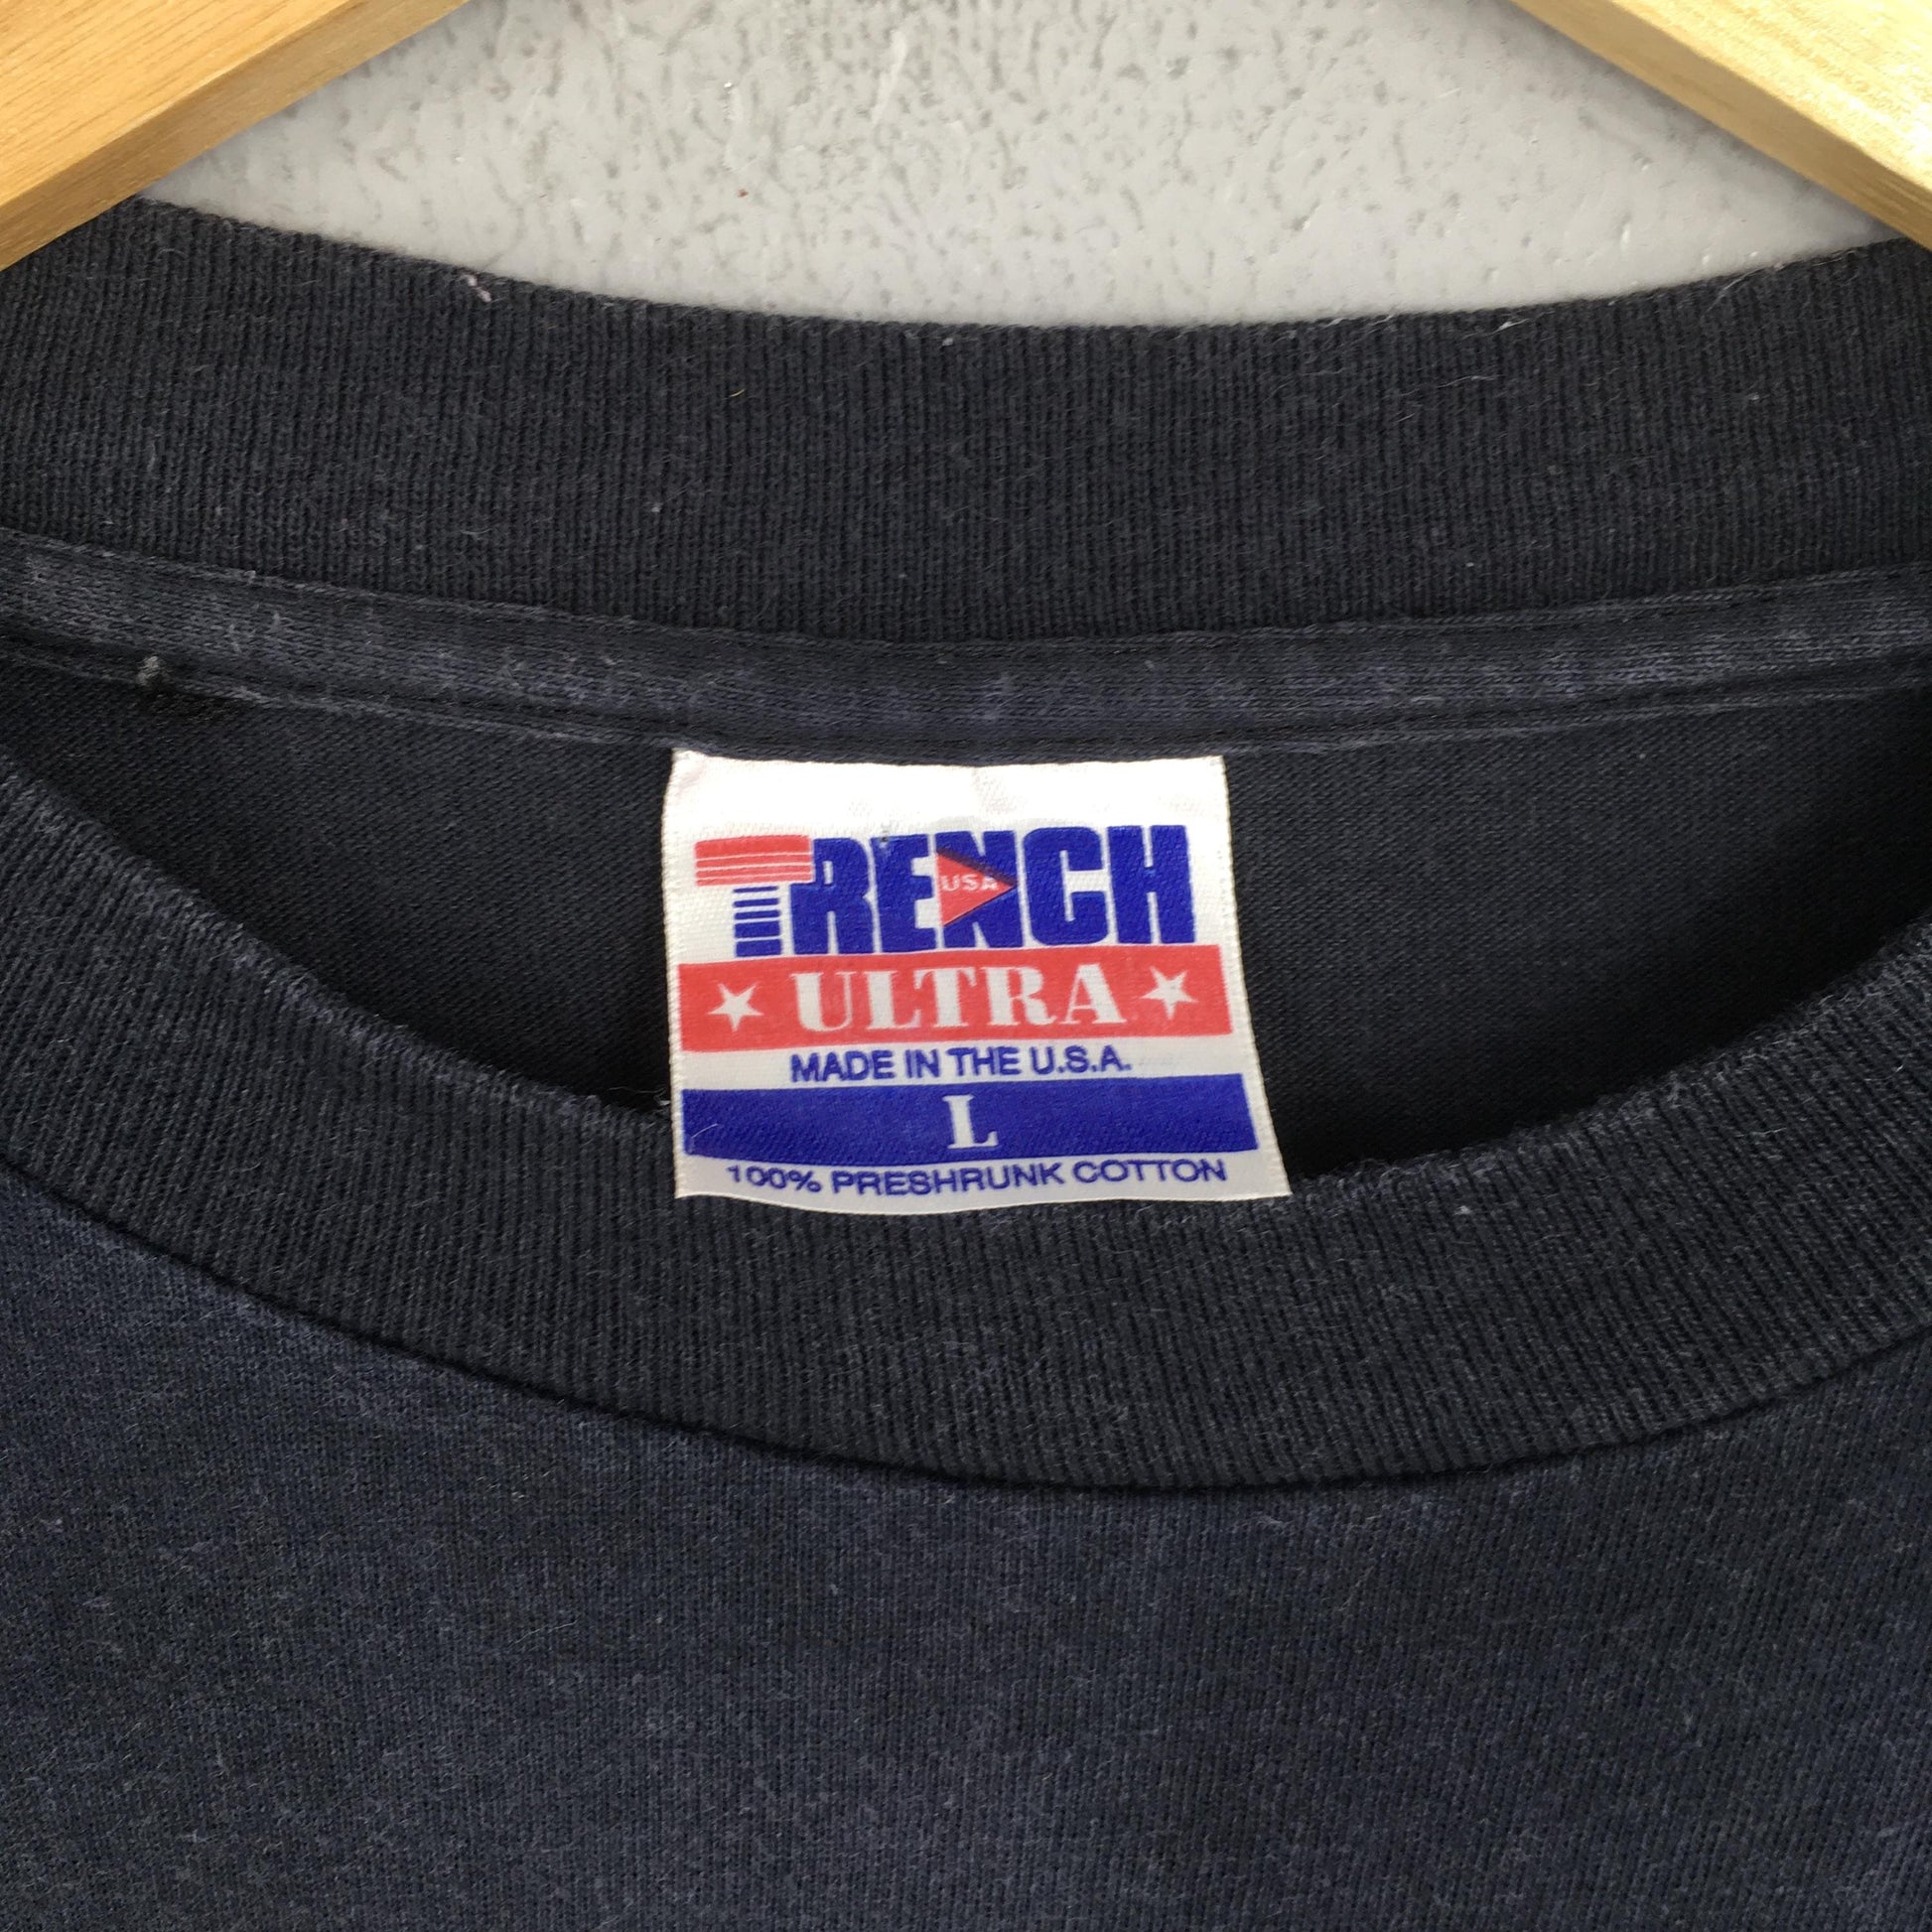 TRENCH
USA
ULTRA
MADE IN THE U.S.A.
L
100% PRESHRUNK COTTON